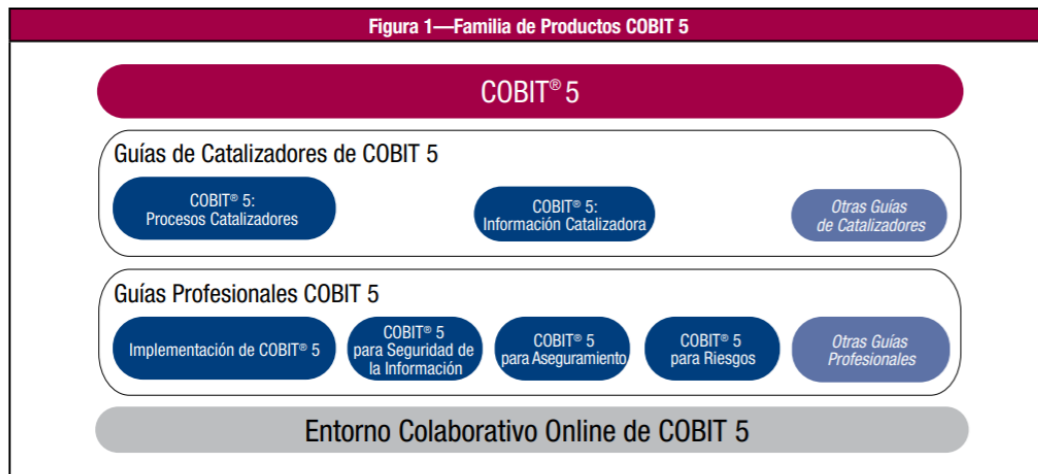 Figura 1—Familia de Productos COBIT 5
COBIT® 5
Guías de Catalizadores de COBIT 5
COBIT® 5:
Procesos Catalizadores
COBIT® 5:
Información Catalizadora
Otras Guías
de Catalizadores
Guías Profesionales COBIT 5
Implementación de COBIT® 5
COBIT® 5
para Seguridad de
la Información
COBIT® 5
para Aseguramiento
COBIT® 5
para Riesgos
Otras Guías
Profesionales
Entorno Colaborativo Online de COBIT 5